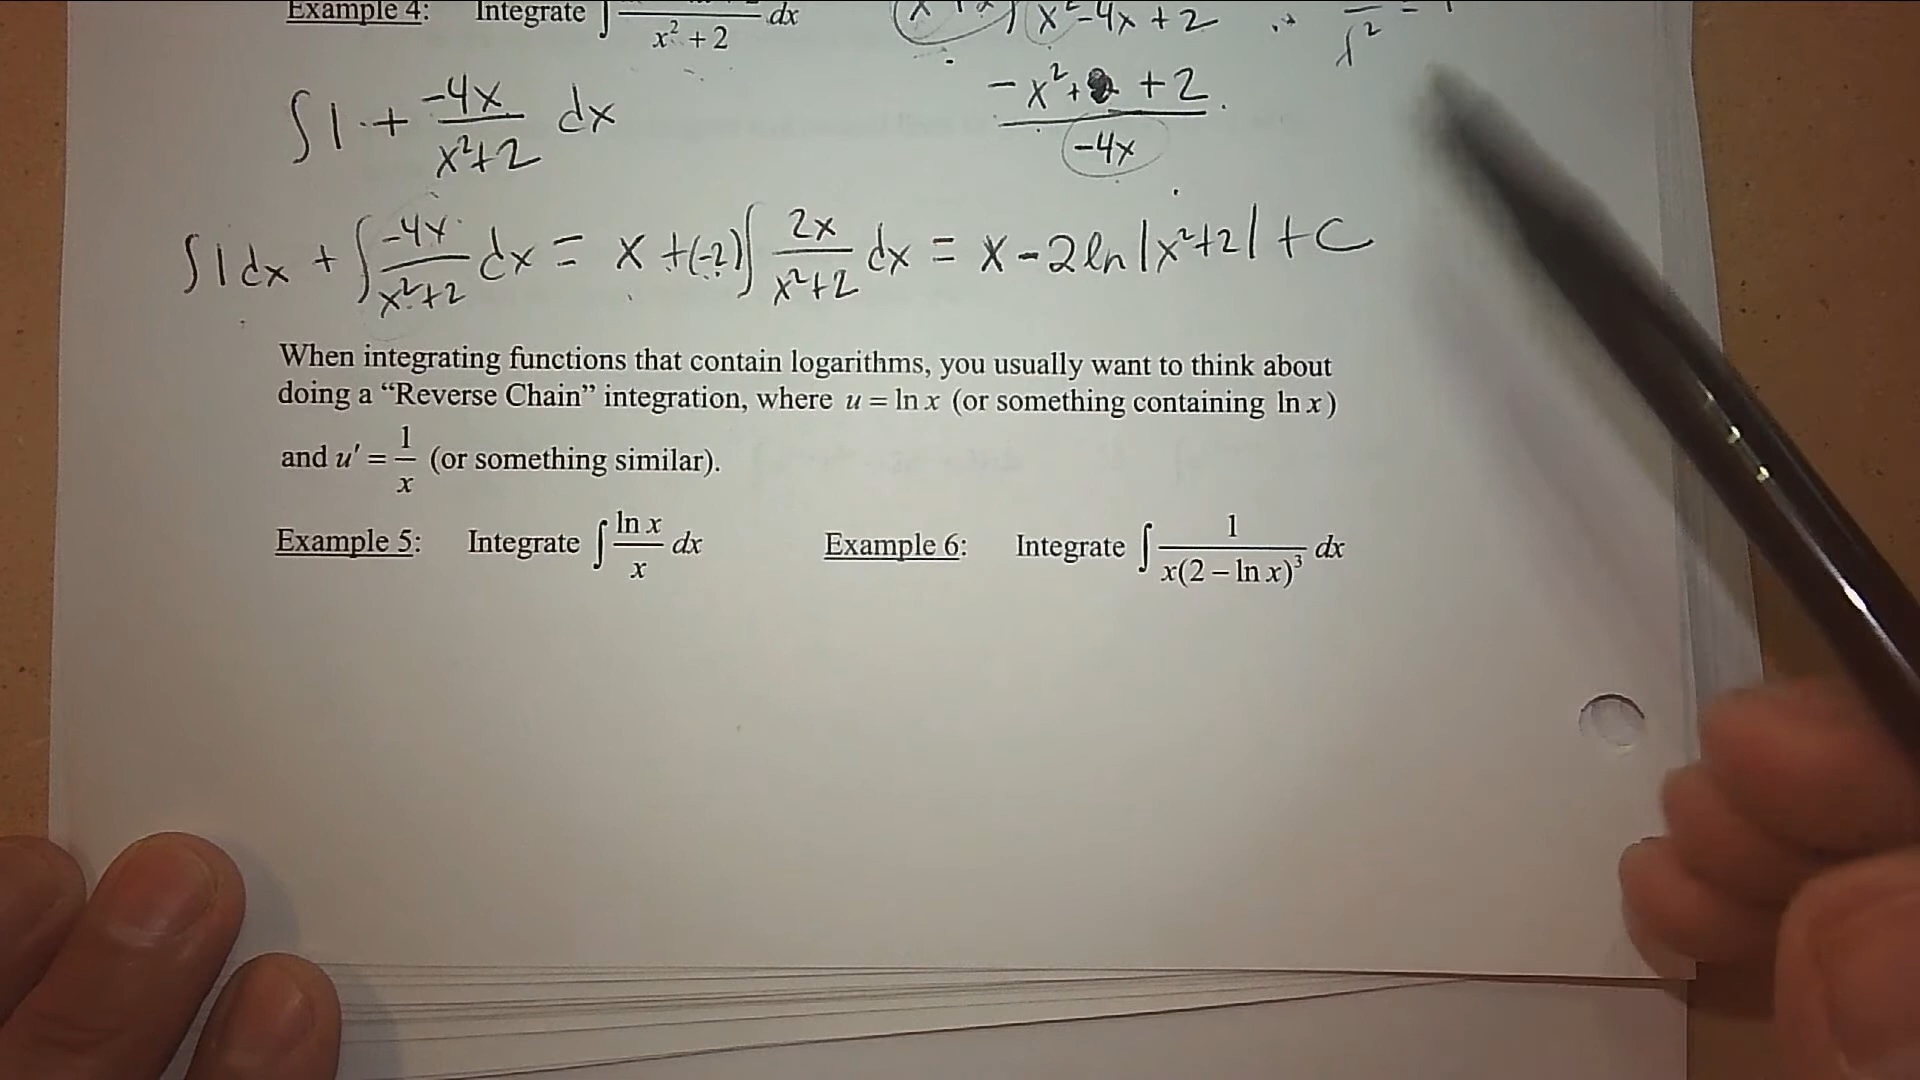 Example 4: Integrate ∫ ―――― dx
x² + 2
x² - 4x + 2
∫ 1 + -4x/(x²+2) dx
- x² + + 2
-4x
∫ 1 dx + ∫ -4x/(x²+2) dx = x + (-2) ∫ 2x/(x²+2) dx = x - 2 ln |x²+2| + C
When integrating functions that contain logarithms, you usually want to think about
doing a “Reverse Chain” integration, where u = ln x (or something containing ln x)
and u′ = 1/x (or something similar).
Example 5: Integrate ∫ ln x / x dx
Example 6: Integrate ∫ 1 / x(2 – ln x)³ dx